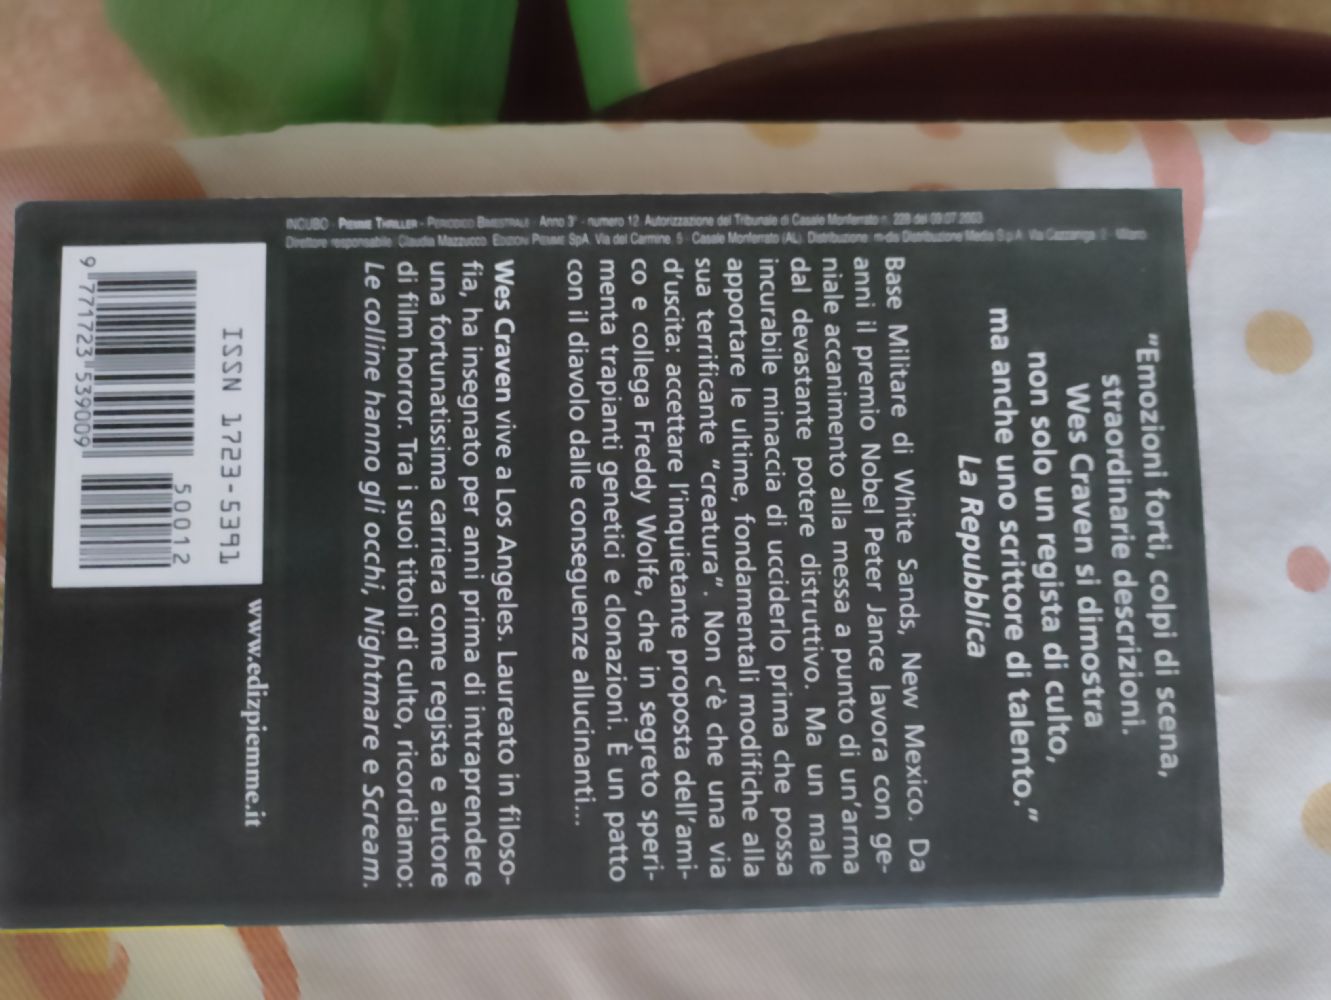 "Emozioni forti, colpi di scena,
straordinarie descrizioni.
Wes Craven si dimostra
non solo un regista di culto,
ma anche uno scrittore di talento."
La Repubblica
Base Militare di White Sands, New Mexico. Da
anni il premio Nobel Peter Jance lavora con ge-
niale accanimento alla messa a punto di un'arma
dal devastante potere distruttivo. Ma un male
incurabile minaccia di ucciderlo prima che possa
apportare le ultime, fondamentali modifiche alla
sua terrificante "creatura". Non c'è che una via
d'uscita: accettare l'inquietante proposta dell'ami-
co e collega Freddy Wolfe, che in segreto speri-
menta trapianti genetici e clonazioni. È un patto
con il diavolo dalle conseguenze allucinanti...
Wes Craven vive a Los Angeles. Laureato in filoso-
fia, ha insegnato per anni prima di intraprendere
una fortunatissima carriera come regista e autore
di film horror. Tra i suoi titoli di culto, ricordiamo:
Le colline hanno gli occhi, Nightmare e Scream.
INCUBO - PIEMME THRILLER - PERIODICO BIMESTRALE - Anno 3° - numero 12. Autorizzazione del Tribunale di Casale Monferrato n. 228 del 09.07.2003
Direttore responsabile: Claudia Mazzucco. EDIZIONI PIEMME SpA. Via del Carmine, 5 - Casale Monferrato (AL). Distribuzione: m-dis Distribuzione Media S.p.A. Via Milano
ISSN 1723-5391
50012
9 771723 539009
www.edizpiemme.it